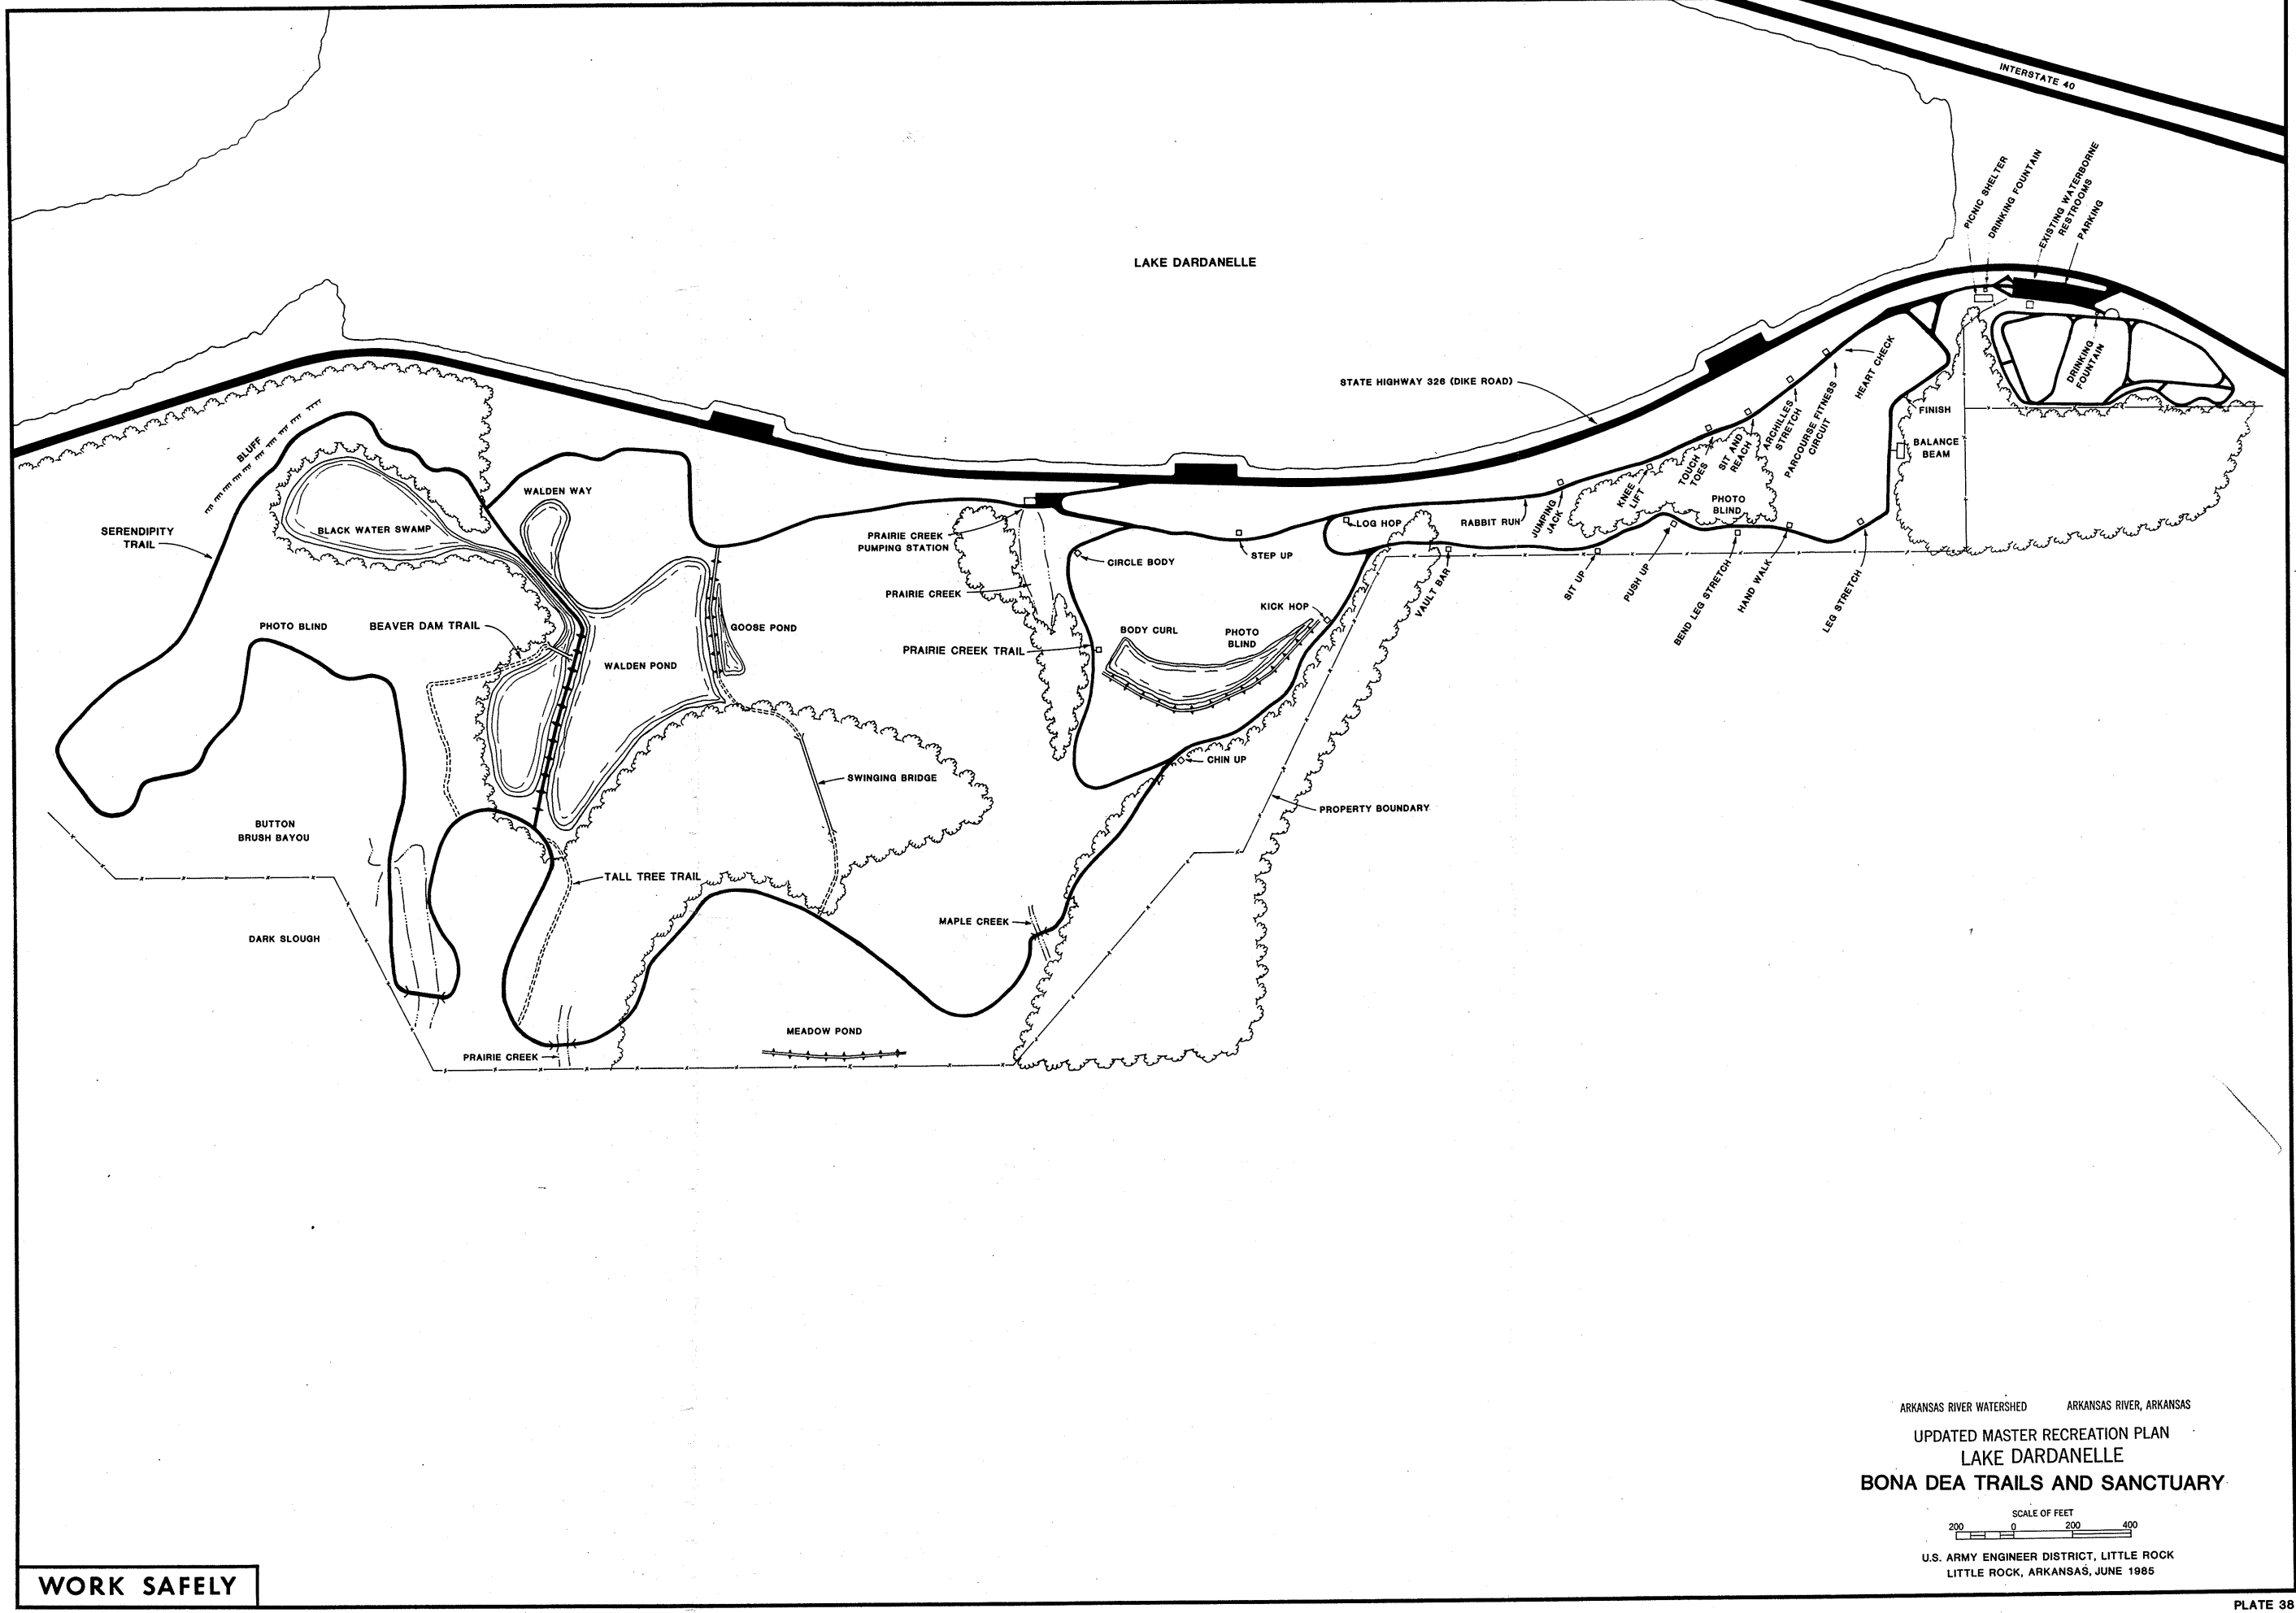 INTERSTATE 40
PICNIC SHELTER
DRINKING FOUNTAIN
EXISTING WATERBORNE
RESTROOMS
PARKING
LAKE DARDANELLE
STATE HIGHWAY 326 (DIKE ROAD)
HEART CHECK
DRINKING
FOUNTAIN
PARCOURSE FITNESS
CIRCUIT
ARCHILLES
STRETCH
SIT AND
REACH
TOUCH
TOES
KNEE
LIFT
JUMPING
JACK
FINISH
BALANCE
BEAM
PHOTO
BLIND
RABBIT RUN
LOG HOP
STEP UP
CIRCLE BODY
BLUFF
WALDEN WAY
SERENDIPITY
TRAIL
BLACK WATER SWAMP
PRAIRIE CREEK
PUMPING STATION
PRAIRIE CREEK
VAULT BAR
SIT UP
PUSH UP
BEND LEG STRETCH
HAND WALK
LEG STRETCH
PHOTO BLIND
BEAVER DAM TRAIL
GOOSE POND
WALDEN POND
PRAIRIE CREEK TRAIL
KICK HOP
BODY CURL
PHOTO
BLIND
SWINGING BRIDGE
CHIN UP
PROPERTY BOUNDARY
BUTTON
BRUSH BAYOU
TALL TREE TRAIL
MAPLE CREEK
DARK SLOUGH
MEADOW POND
PRAIRIE CREEK
ARKANSAS RIVER WATERSHED ARKANSAS RIVER, ARKANSAS
UPDATED MASTER RECREATION PLAN
LAKE DARDANELLE
BONA DEA TRAILS AND SANCTUARY
SCALE OF FEET
200 0 200 400
U.S. ARMY ENGINEER DISTRICT, LITTLE ROCK
LITTLE ROCK, ARKANSAS, JUNE 1985
WORK SAFELY
PLATE 38